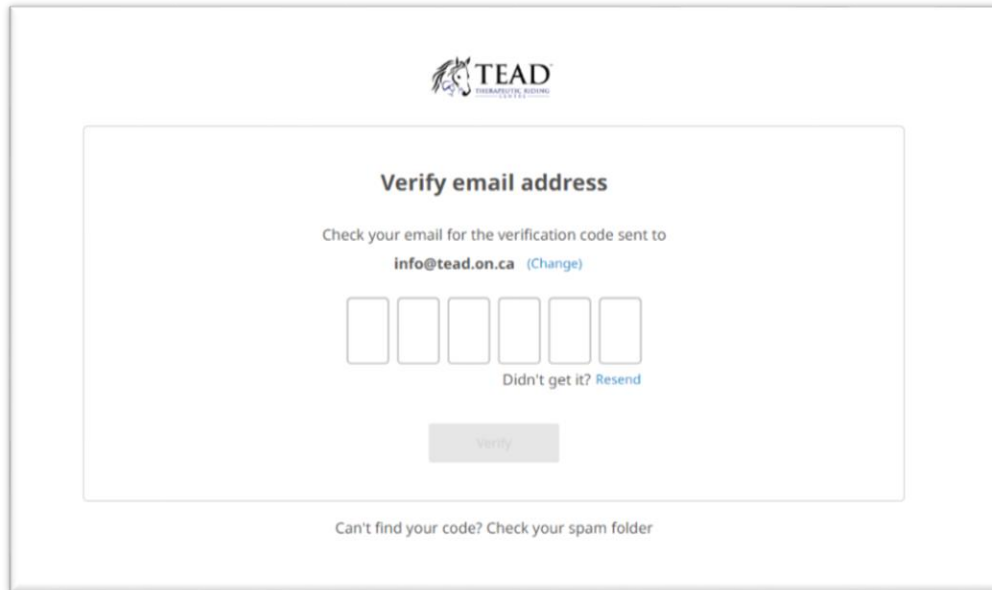 TEAD
THERAPEUTIC RIDING
CENTRE
Verify email address
Check your email for the verification code sent to
info@tead.on.ca (Change)
Didn't get it? Resend
Verify
Can't find your code? Check your spam folder